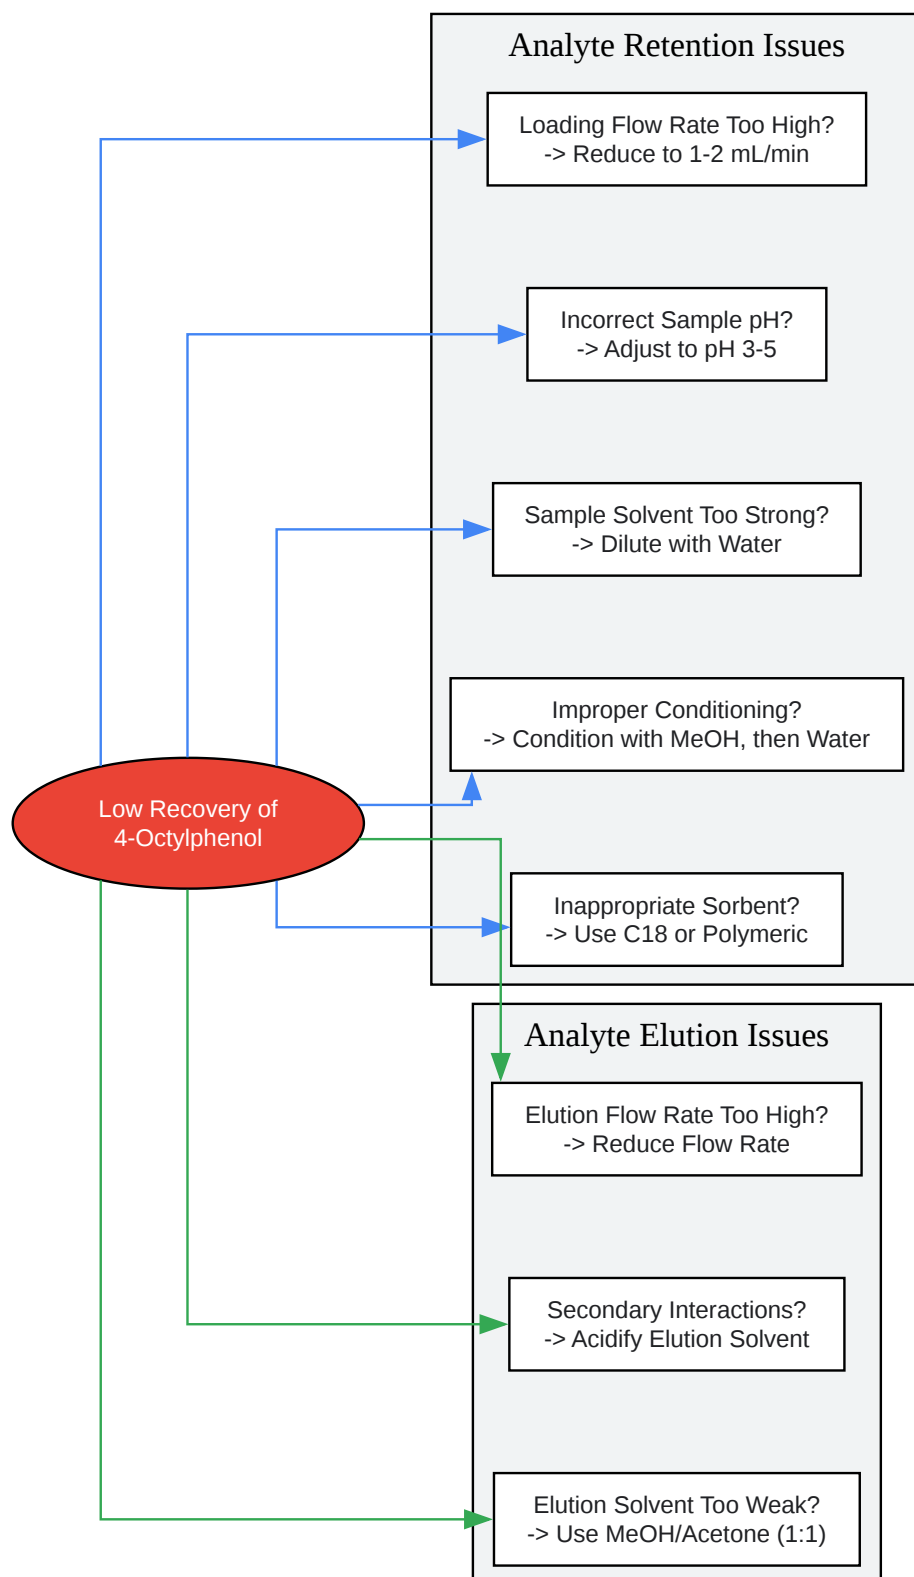 Analyte Retention Issues
Loading Flow Rate Too High?
-> Reduce to 1-2 mL/min
Incorrect Sample pH?
-> Adjust to pH 3-5
Sample Solvent Too Strong?
-> Dilute with Water
Improper Conditioning?
-> Condition with MeOH, then Water
Low Recovery of
4-Octylphenol
Inappropriate Sorbent?
-> Use C18 or Polymeric
Analyte Elution Issues
Elution Flow Rate Too High?
-> Reduce Flow Rate
Secondary Interactions?
-> Acidify Elution Solvent
Elution Solvent Too Weak?
-> Use MeOH/Acetone (1:1)